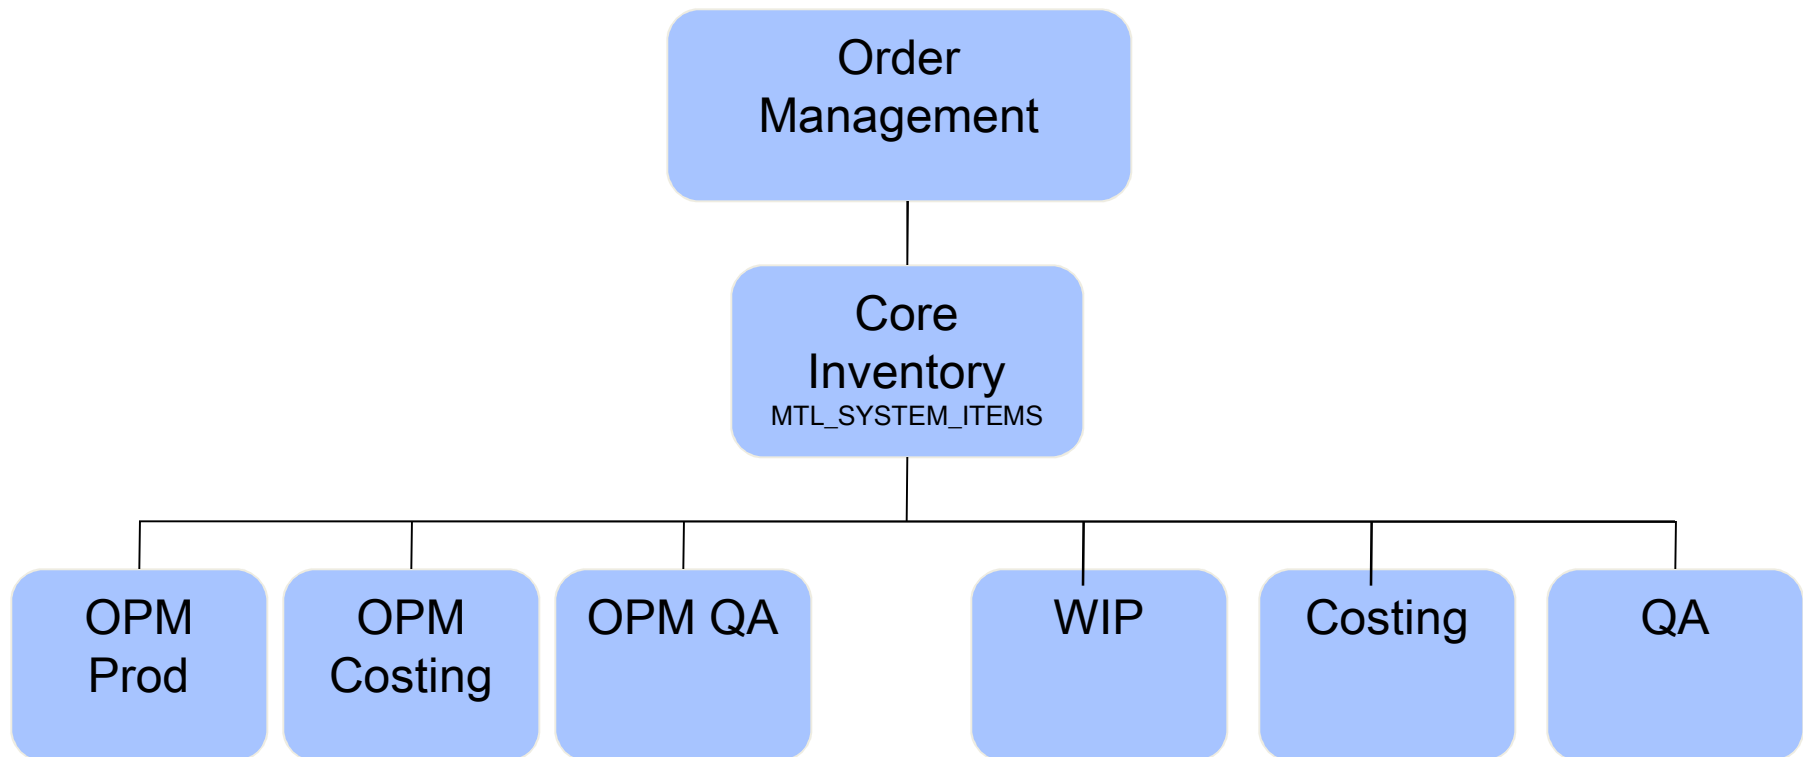 Order
Management
Core
Inventory
MTL_SYSTEM_ITEMS
OPM
Prod
OPM
Costing
OPM QA
WIP
Costing
QA